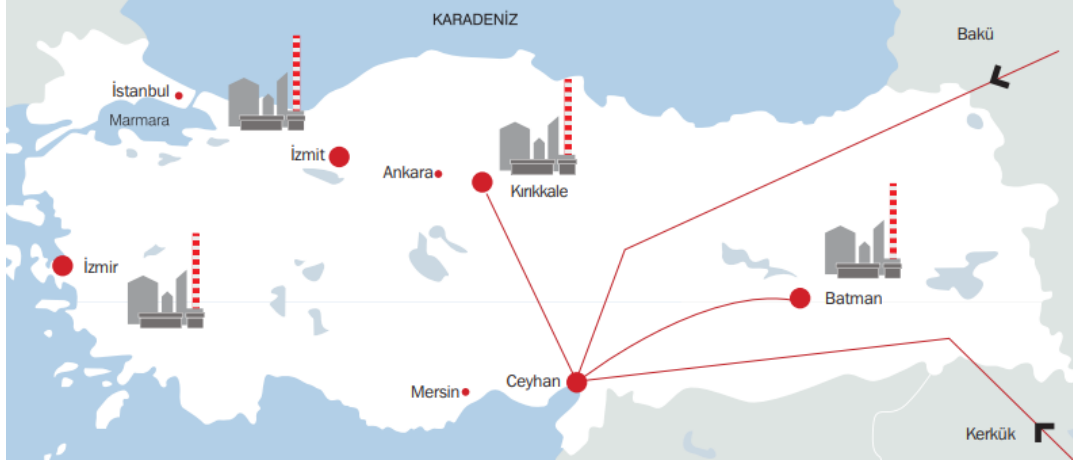 KARADENİZ
Bakü
İstanbul
Marmara
İzmit
Ankara
Kırıkkale
İzmir
Batman
Ceyhan
Mersin
Kerkük